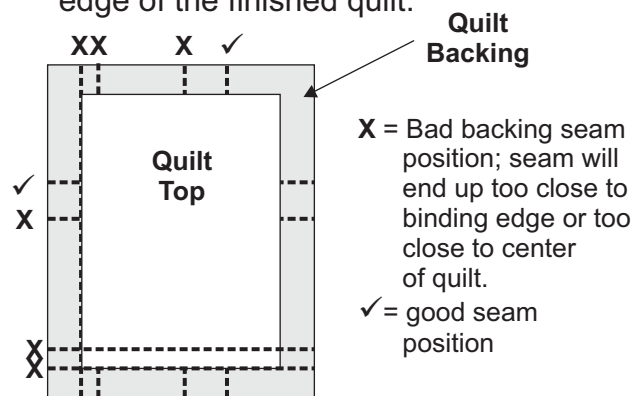 edge of the finished quilt.
Quilt
Backing
XX X ✓
X = Bad backing seam
position; seam will
end up too close to
binding edge or too
close to center
of quilt.
✓= good seam
position
Quilt
Top
✓
X
X
X